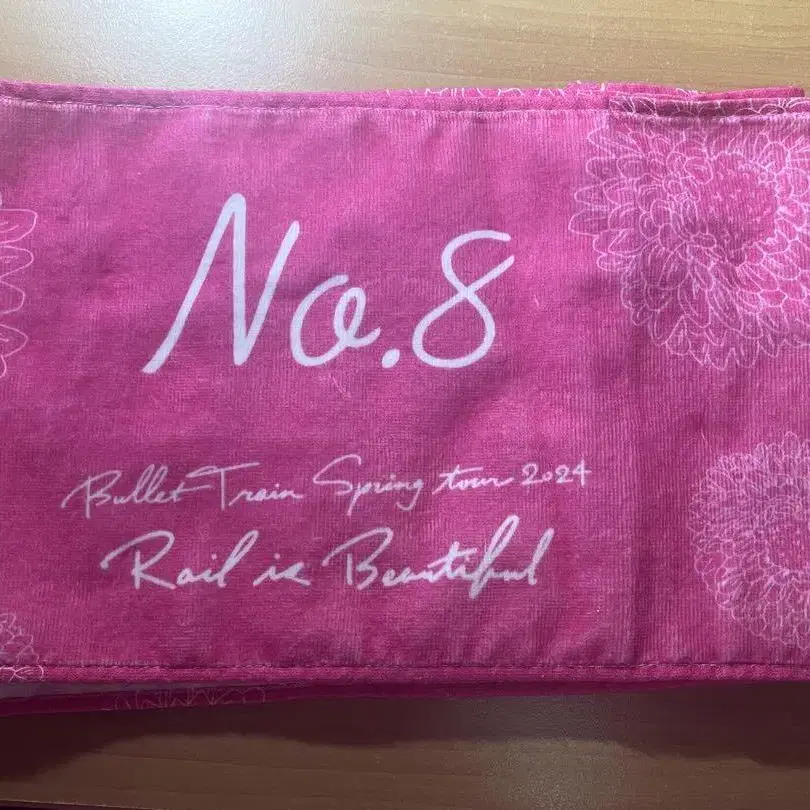 No.8
Bullet Train Spring tour 2024
Rail is Beautiful